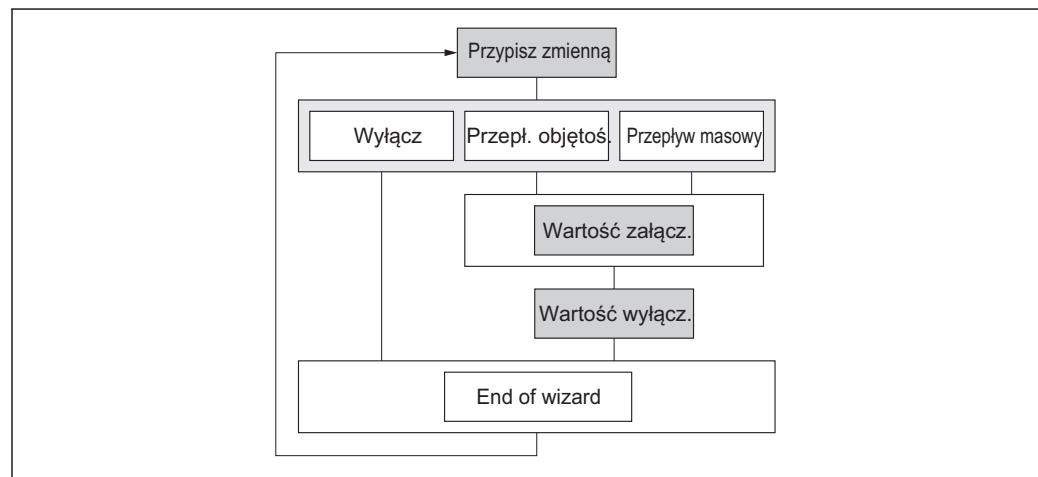 Przypisz zmienną
Wyłącz
Przepł. objętoś.
Przepływ masowy
Wartość załącz.
Wartość wyłącz.
End of wizard